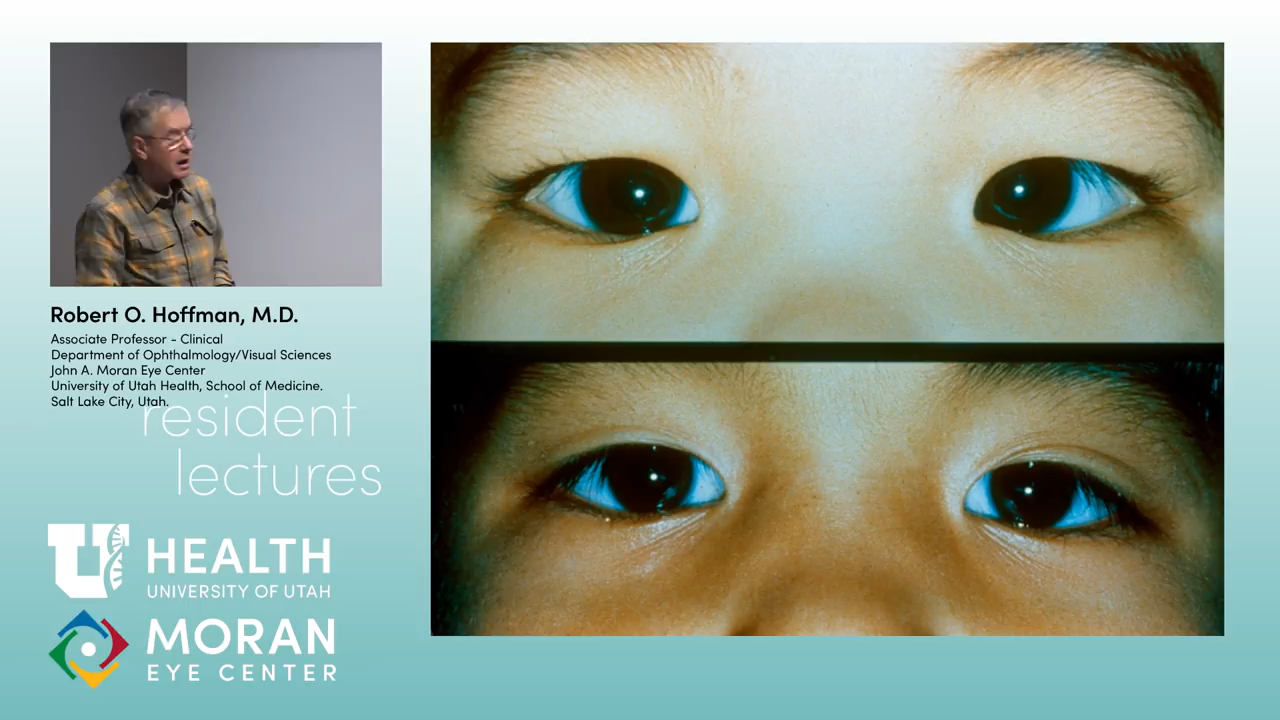 Robert O. Hoffman, M.D.
Associate Professor - Clinical
Department of Ophthalmology/Visual Sciences
John A. Moran Eye Center
University of Utah Health, School of Medicine.
Salt Lake City, Utah.
resident
lectures
U HEALTH
UNIVERSITY OF UTAH
MORAN
EYE CENTER